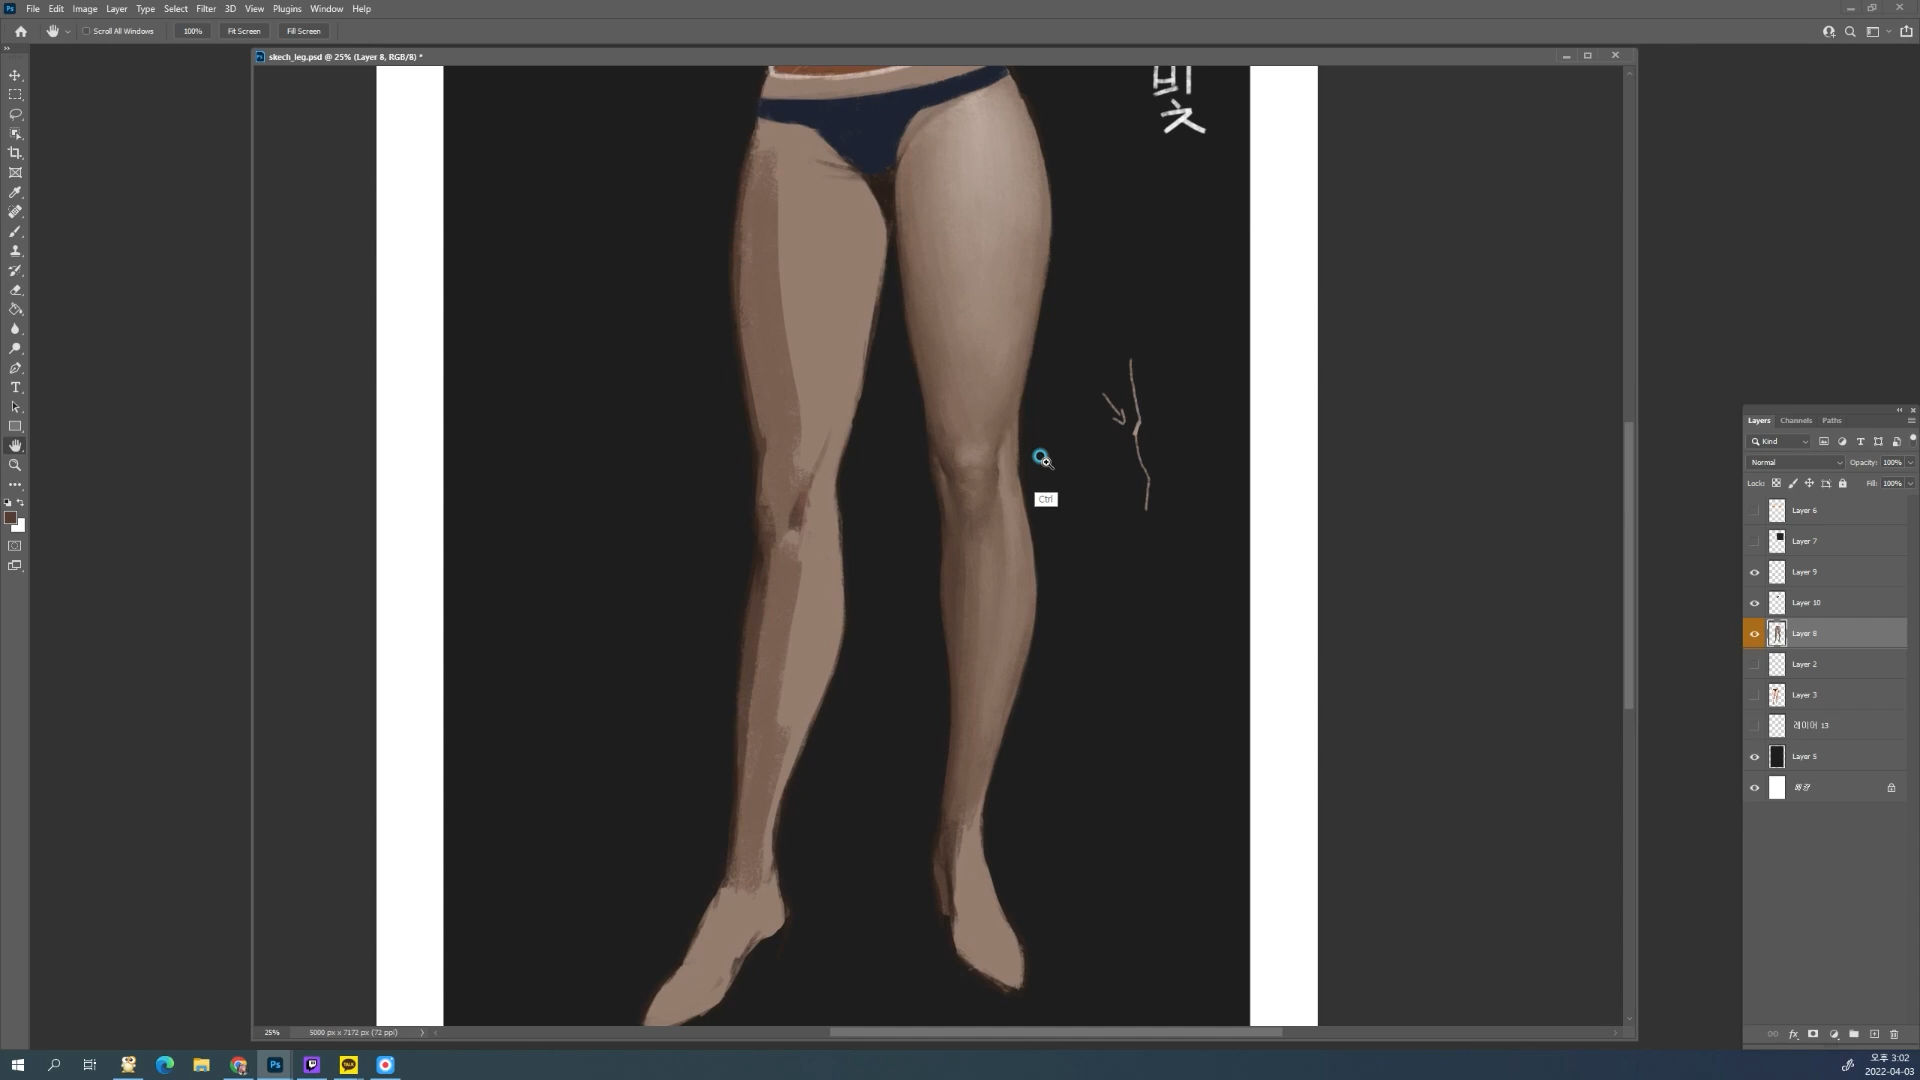 File Edit Image Layer Type Select Filter 3D View Plugins Window Help
Scroll All Windows 100% Fit Screen Fill Screen
skech_leg.psd @ 25% (Layer 8, RGB/8) *
빛
Ctrl
Layers Channels Paths
Kind
Normal Opacity: 100%
Lock: Fill: 100%
Layer 6
Layer 7
Layer 9
Layer 10
Layer 8
Layer 2
Layer 3
레이어 13
Layer 5
배경
25% 5000 px x 7172 px (72 ppi)
오후 3:02
2022-04-03